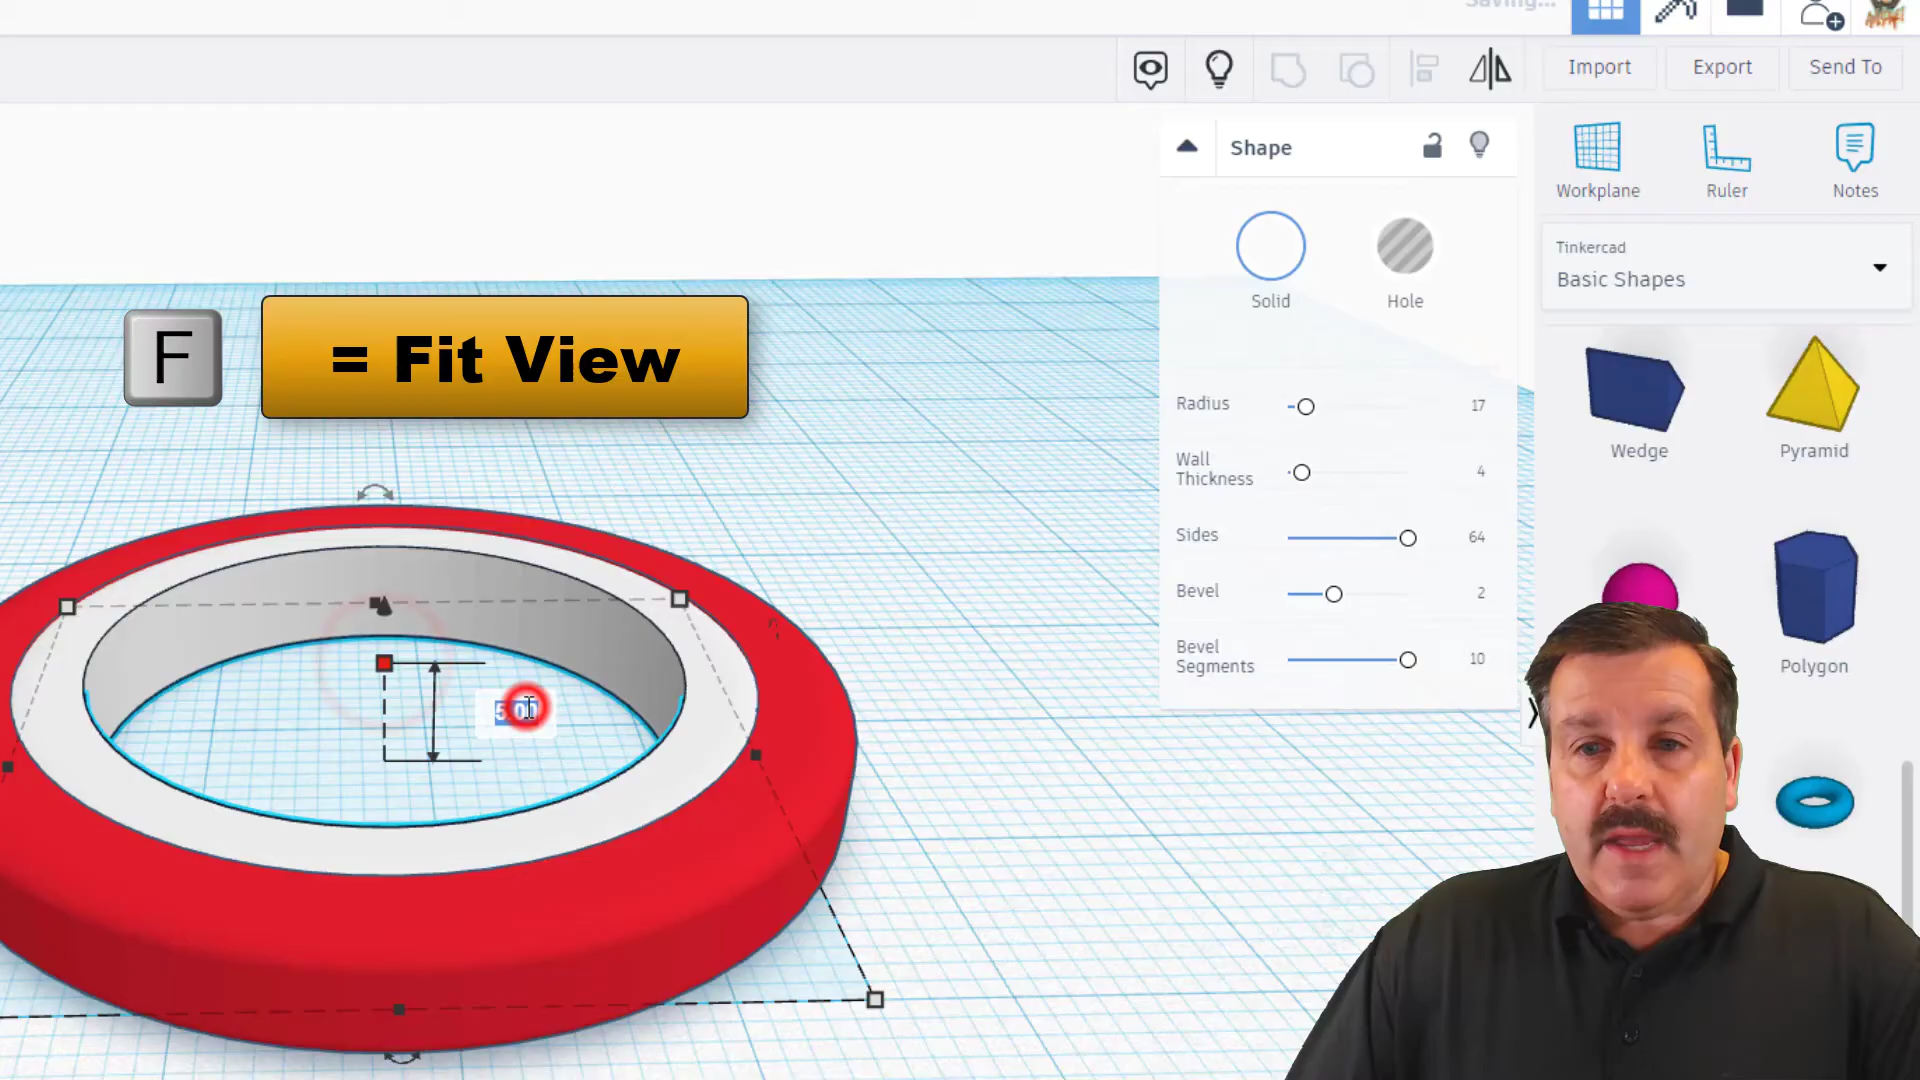 Saving...
Import
Export
Send To
Shape
Workplane
Ruler
Notes
Solid
Hole
Tinkercad
Basic Shapes
F
= Fit View
Radius
17
Wall
Thickness
4
Sides
64
Bevel
2
Bevel
Segments
10
Wedge
Pyramid
Polygon